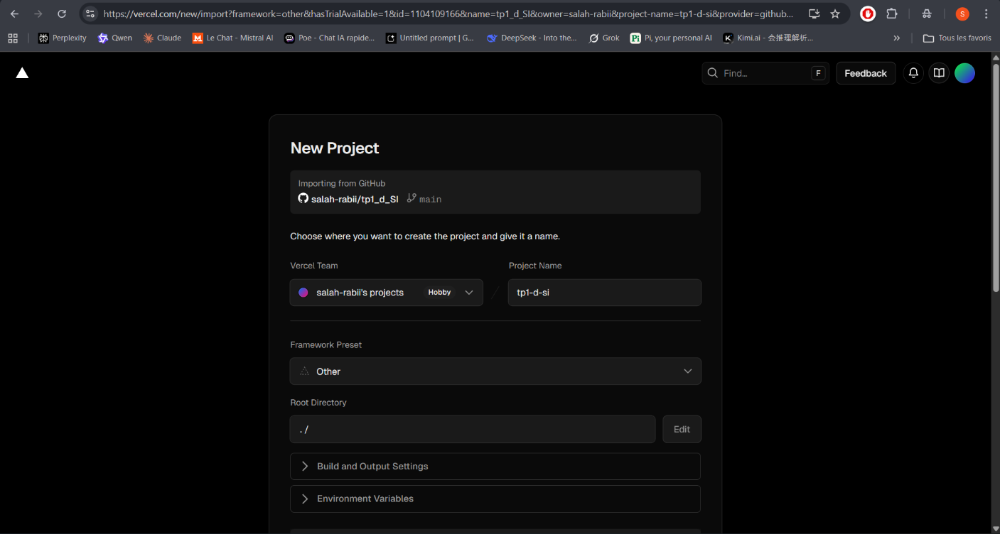 https://vercel.com/new/import?framework=other&hasTrialAvailable=1&id=1104109166&name=tp1_d_SI&owner=salah-rabii&project-name=tp1-d-si&provider=github...
S
Perplexity Qwen Claude Le Chat - Mistral AI Poe - Chat IA rapide... Untitled prompt | G... DeepSeek - Into the... Grok Pi, your personal AI Kimi.ai - 会推理解析... » Tous les favoris
Find... F Feedback
New Project
Importing from GitHub
salah-rabii/tp1_d_SI main
Choose where you want to create the project and give it a name.
Vercel Team Project Name
salah-rabii's projects Hobby / tp1-d-si
Framework Preset
Other
Root Directory
./ Edit
Build and Output Settings
Environment Variables